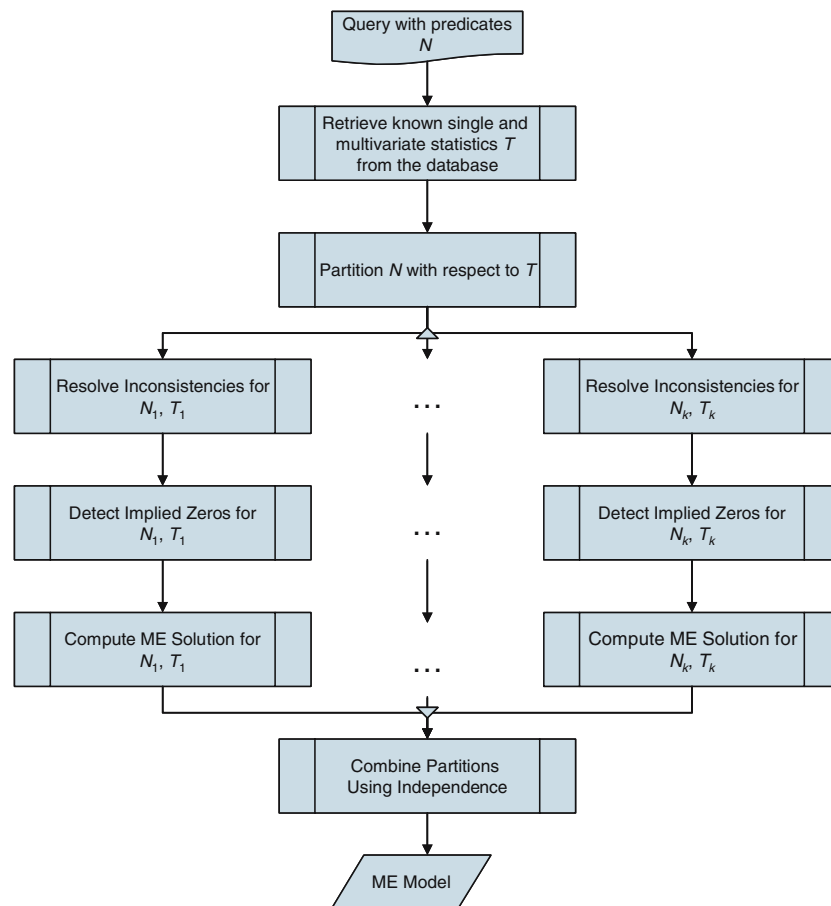 Query with predicates
N
Retrieve known single and
multivariate statistics T
from the database
Partition N with respect to T
Resolve Inconsistencies for
N₁, T₁
...
Resolve Inconsistencies for
Nₖ, Tₖ
Detect Implied Zeros for
N₁, T₁
...
Detect Implied Zeros for
Nₖ, Tₖ
Compute ME Solution for
N₁, T₁
...
Compute ME Solution for
Nₖ, Tₖ
Combine Partitions
Using Independence
ME Model